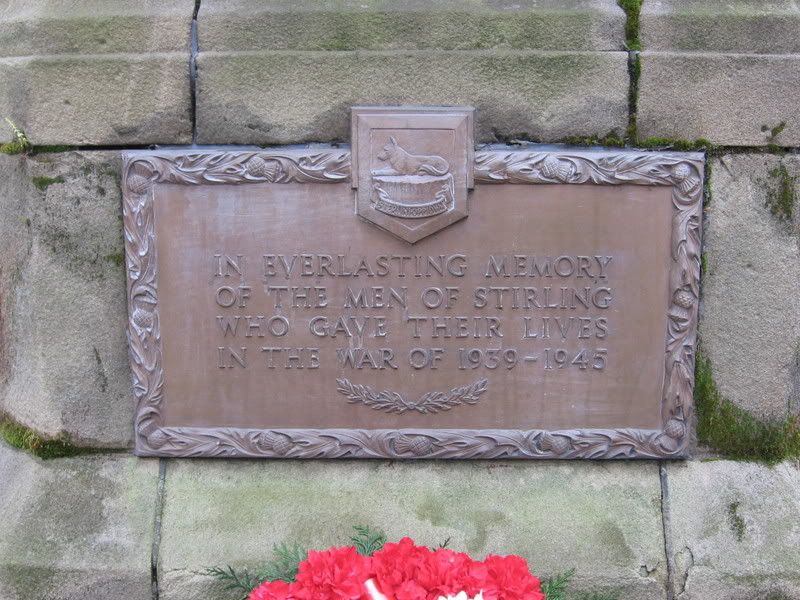 IN EVERLASTING MEMORY
OF THE MEN OF STIRLING
WHO GAVE THEIR LIVES
IN THE WAR OF 1939-1945